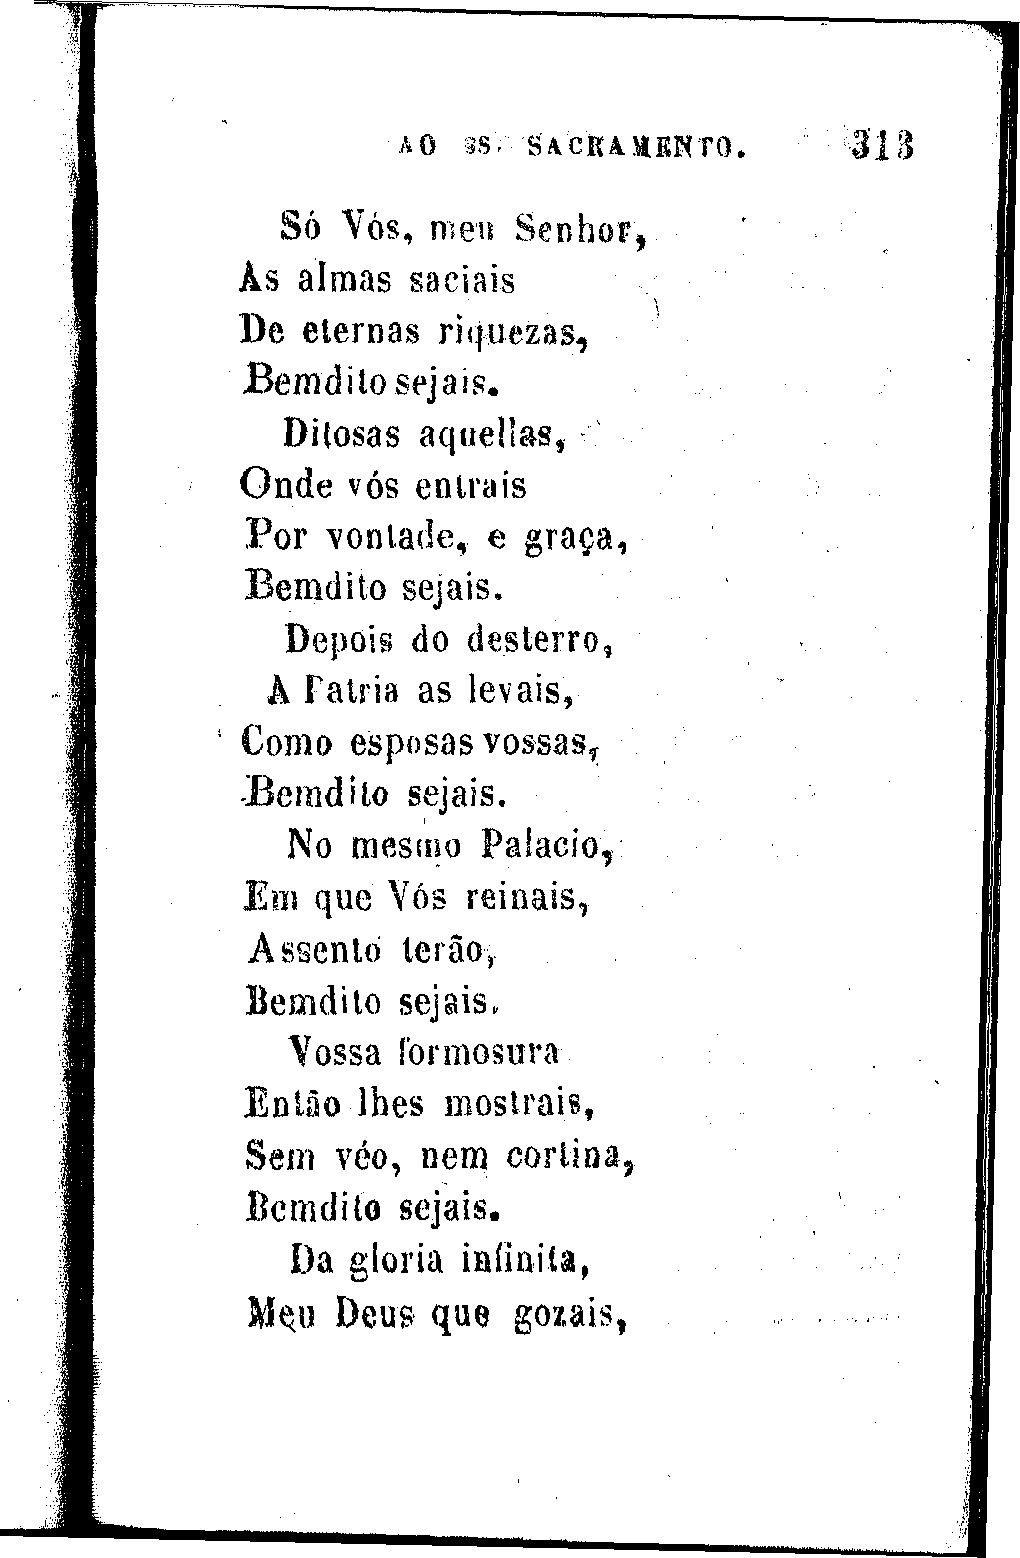 AO SS. SACRAMENTO. 313
Só Vós, meu Senhor,
As almas saciais
De eternas riquezas,
Bemdito sejais.
Ditosas aquellas,
Onde vós entrais
Por vontade, e graça,
Bemdito sejais.
Depois do desterro,
A Patria as levais,
Como esposas vossas,
Bemdito sejais.
No mesmo Palacio,
Em que Vós reinais,
Assento terão,
Bemdito sejais.
Vossa formosura
Então lhes mostrais,
Sem véo, nem cortina,
Bemdito sejais.
Da gloria infinita,
Meu Deus que gozais,